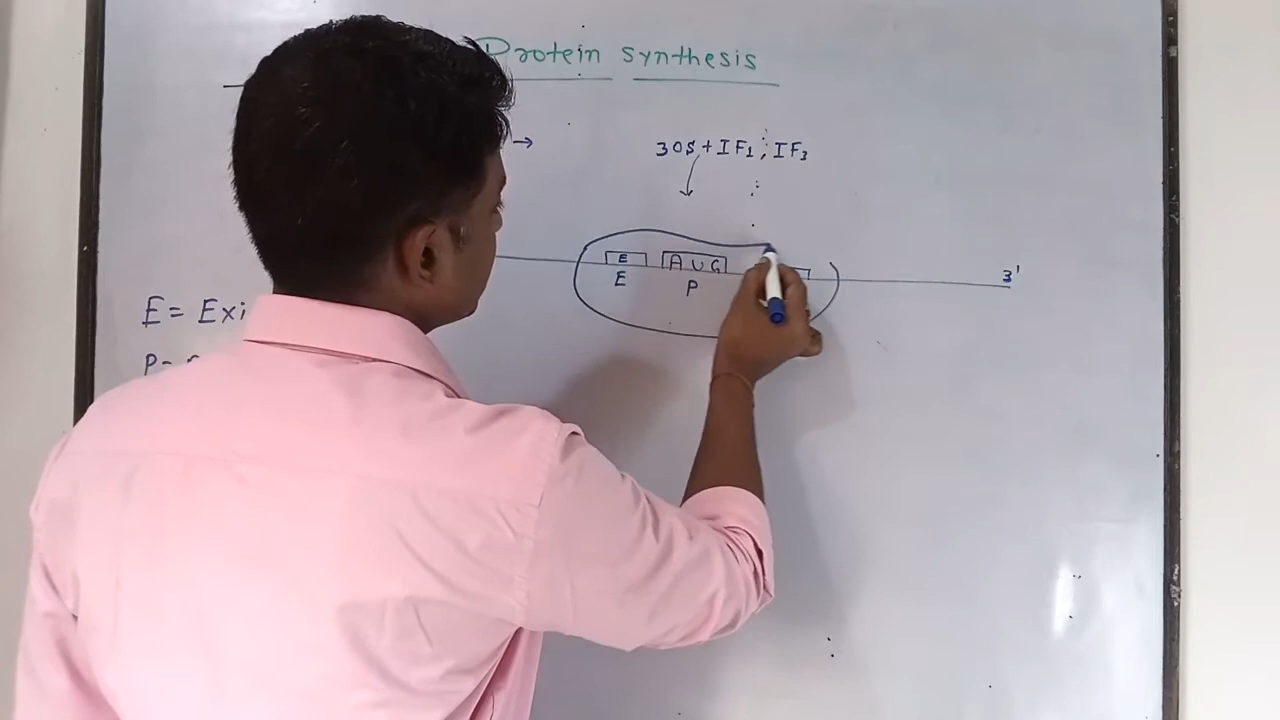 Protein synthesis
→ 30S + IF₁, IF₃
E AUG 3'
E P
E = Exi
P =